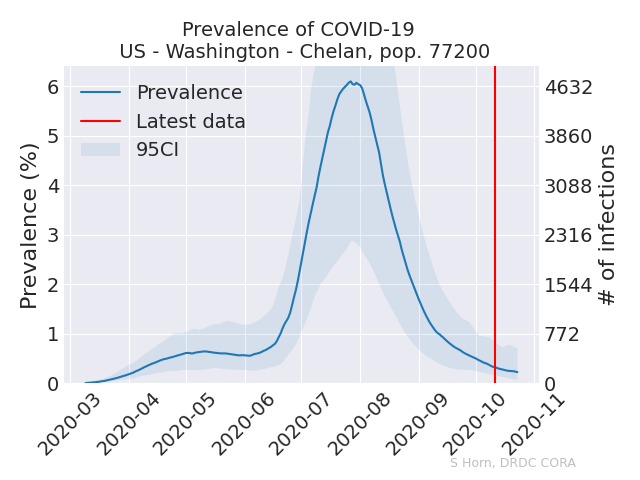 Prevalence of COVID-19
US - Washington - Chelan, pop. 77200
Prevalence
Latest data
95CI
Prevalence (%)
6
5
4
3
2
1
0
4632
3860
3088
2316
1544
772
0
# of infections
2020-03
2020-04
2020-05
2020-06
2020-07
2020-08
2020-09
2020-10
2020-11
S Horn, DRDC CORA